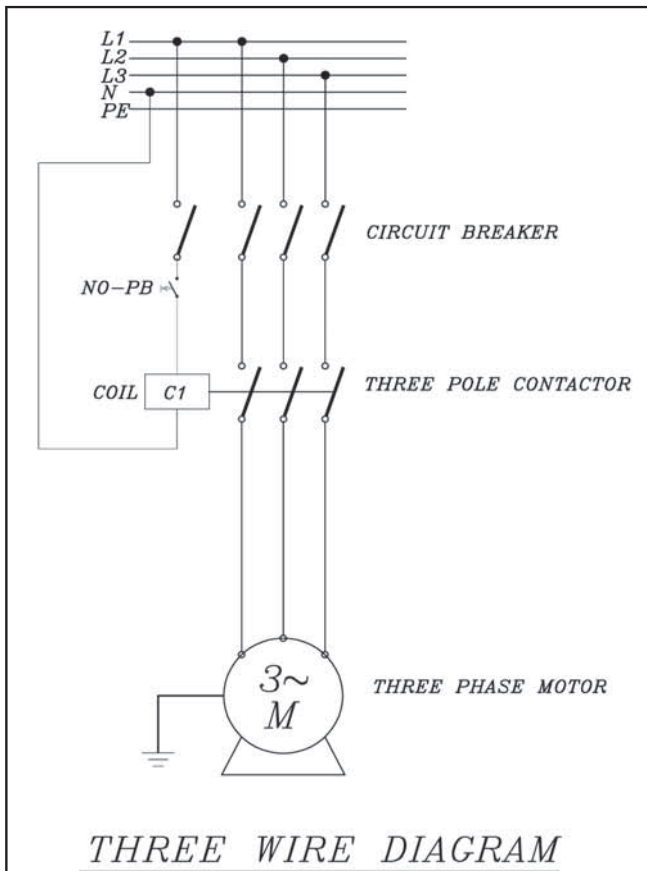 L1
L2
L3
N
PE
CIRCUIT BREAKER
NO-PB
COIL C1
THREE POLE CONTACTOR
3~
M
THREE PHASE MOTOR
THREE WIRE DIAGRAM